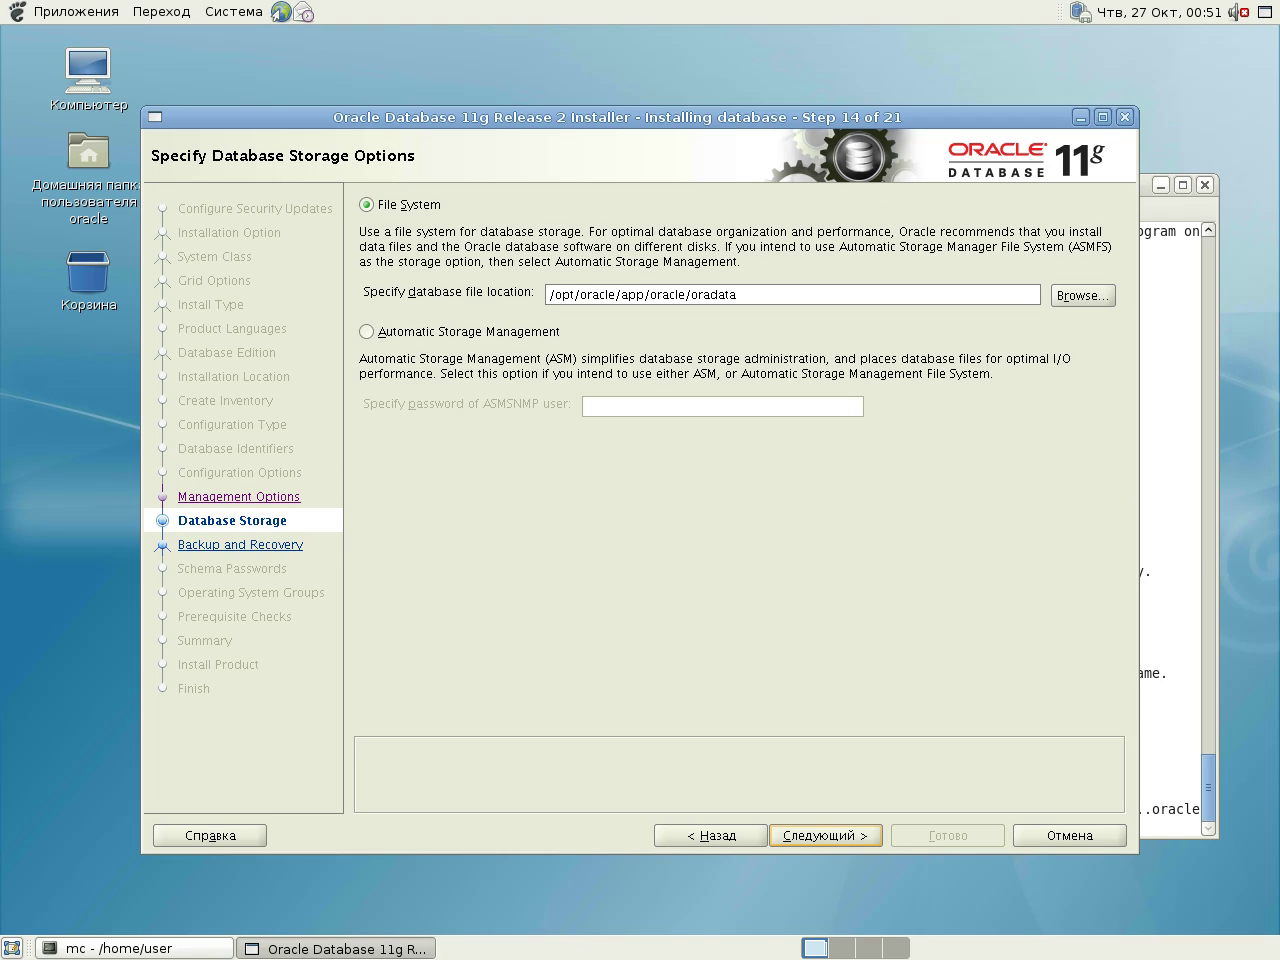 Приложения Переход Система
Чтв, 27 Окт, 00:51
Компьютер
Домашняя папк
пользователя
oracle
Корзина
Oracle Database 11g Release 2 Installer - Installing database - Step 14 of 21
Specify Database Storage Options
ORACLE
DATABASE
11g
Configure Security Updates
Installation Option
System Class
Grid Options
Install Type
Product Languages
Database Edition
Installation Location
Create Inventory
Configuration Type
Database Identifiers
Configuration Options
Management Options
Database Storage
Backup and Recovery
Schema Passwords
Operating System Groups
Prerequisite Checks
Summary
Install Product
Finish
File System
Use a file system for database storage. For optimal database organization and performance, Oracle recommends that you install
data files and the Oracle database software on different disks. If you intend to use Automatic Storage Manager File System (ASMFS)
as the storage option, then select Automatic Storage Management.
Specify database file location: /opt/oracle/app/oracle/oradata Browse...
Automatic Storage Management
Automatic Storage Management (ASM) simplifies database storage administration, and places database files for optimal I/O
performance. Select this option if you intend to use either ASM, or Automatic Storage Management File System.
Specify password of ASMSNMP user:
Справка < Назад Следующий > Готово Отмена
ogram on
y.
ame.
..oracle
mc - /home/user
Oracle Database 11g R...